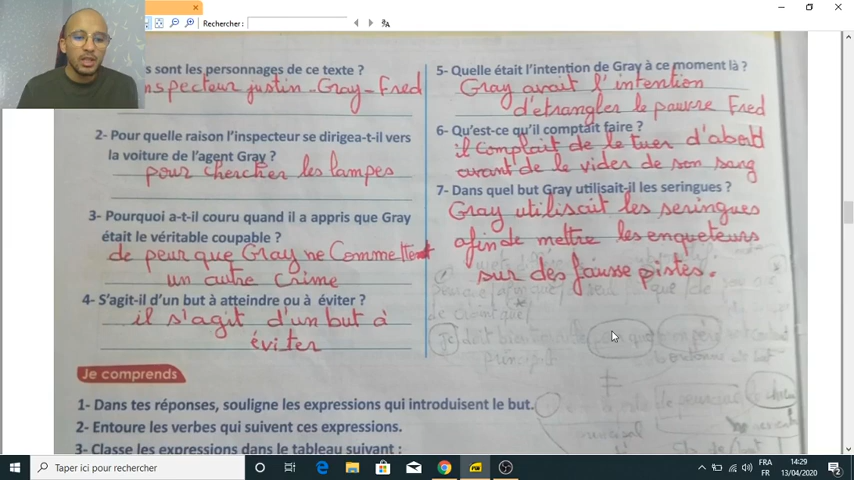 Rechercher:
s sont les personnages de ce texte ?
nspecteur justin - Gray - Fred
2- Pour quelle raison l'inspecteur se dirigea-t-il vers
la voiture de l'agent Gray ?
pour chercher les lampes
3- Pourquoi a-t-il couru quand il a appris que Gray
était le véritable coupable ?
de peur que Gray ne Commette
un autre crime
4- S'agit-il d'un but à atteindre ou à éviter ?
il s'agit d'un but à
éviter
5- Quelle était l'intention de Gray à ce moment là ?
Gray avait l'intention
d'etrangler le pauvre Fred
6- Qu'est-ce qu'il comptait faire ?
il comptait de le tuer d'abord
avant de le vider de son sang
7- Dans quel but Gray utilisait-il les seringues ?
Gray utilisait les seringues
afin de mettre les enqueteurs
sur des fausse pistes.
Je comprends
1- Dans tes réponses, souligne les expressions qui introduisent le but.
2- Entoure les verbes qui suivent ces expressions.
3- Classe les expressions dans le tableau suivant :
Taper ici pour rechercher
FRA
FR
14:29
13/04/2020